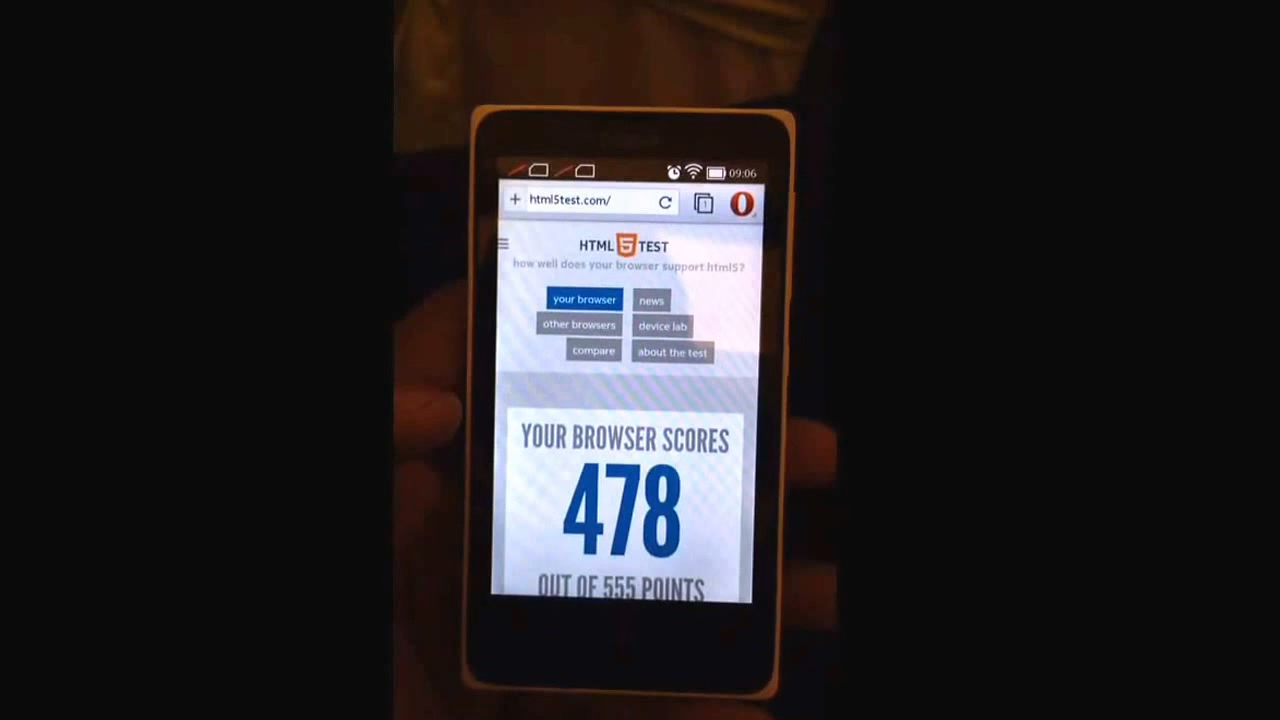 09:06
+ html5test.com/ 1
HTML 5 TEST
how well does your browser support html5?
your browser news
other browsers device lab
compare about the test
YOUR BROWSER SCORES
478
OUT OF 555 POINTS